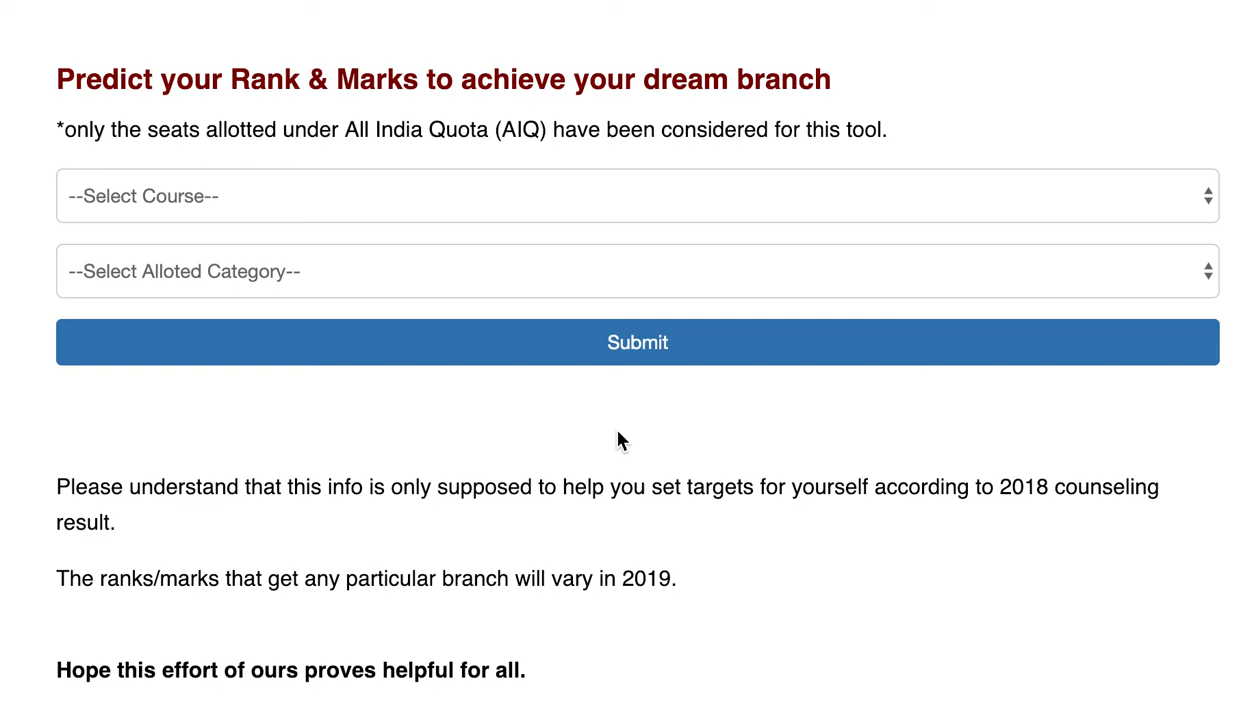 Predict your Rank & Marks to achieve your dream branch
*only the seats allotted under All India Quota (AIQ) have been considered for this tool.
--Select Course--
--Select Alloted Category--
Submit
Please understand that this info is only supposed to help you set targets for yourself according to 2018 counseling
result.
The ranks/marks that get any particular branch will vary in 2019.
Hope this effort of ours proves helpful for all.